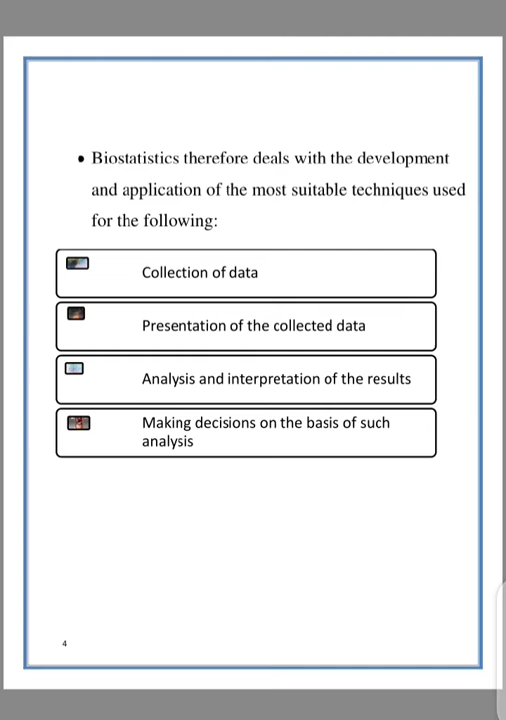 • Biostatistics therefore deals with the development
and application of the most suitable techniques used
for the following:
Collection of data
Presentation of the collected data
Analysis and interpretation of the results
Making decisions on the basis of such
analysis
4